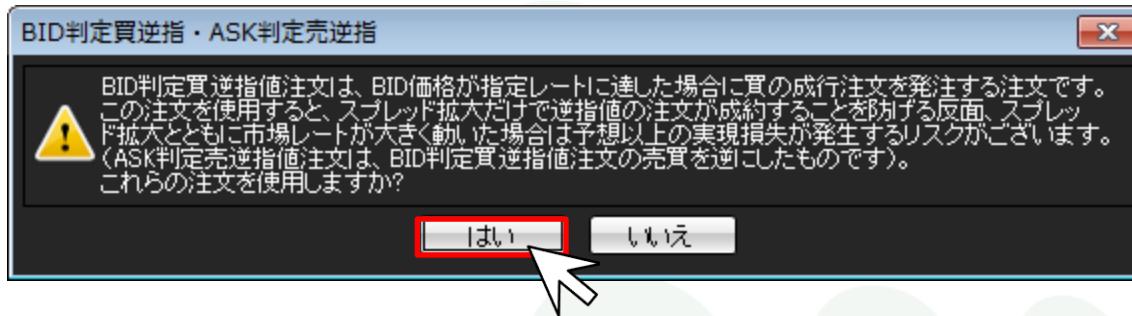 BID判定買逆指・ASK判定売逆指
BID判定買逆指値注文は、BID価格が指定レートに達した場合に買の成行注文を発注する注文です。
この注文を使用すると、スプレッド拡大だけで逆指値の注文が成約することを防げる反面、スプレッ
ド拡大とともに市場レートが大きく動いた場合は予想以上の実現損失が発生するリスクがございます。
（ASK判定売逆指値注文は、BID判定買逆指値注文の売買を逆にしたものです）。
これらの注文を使用しますか?
はい いいえ